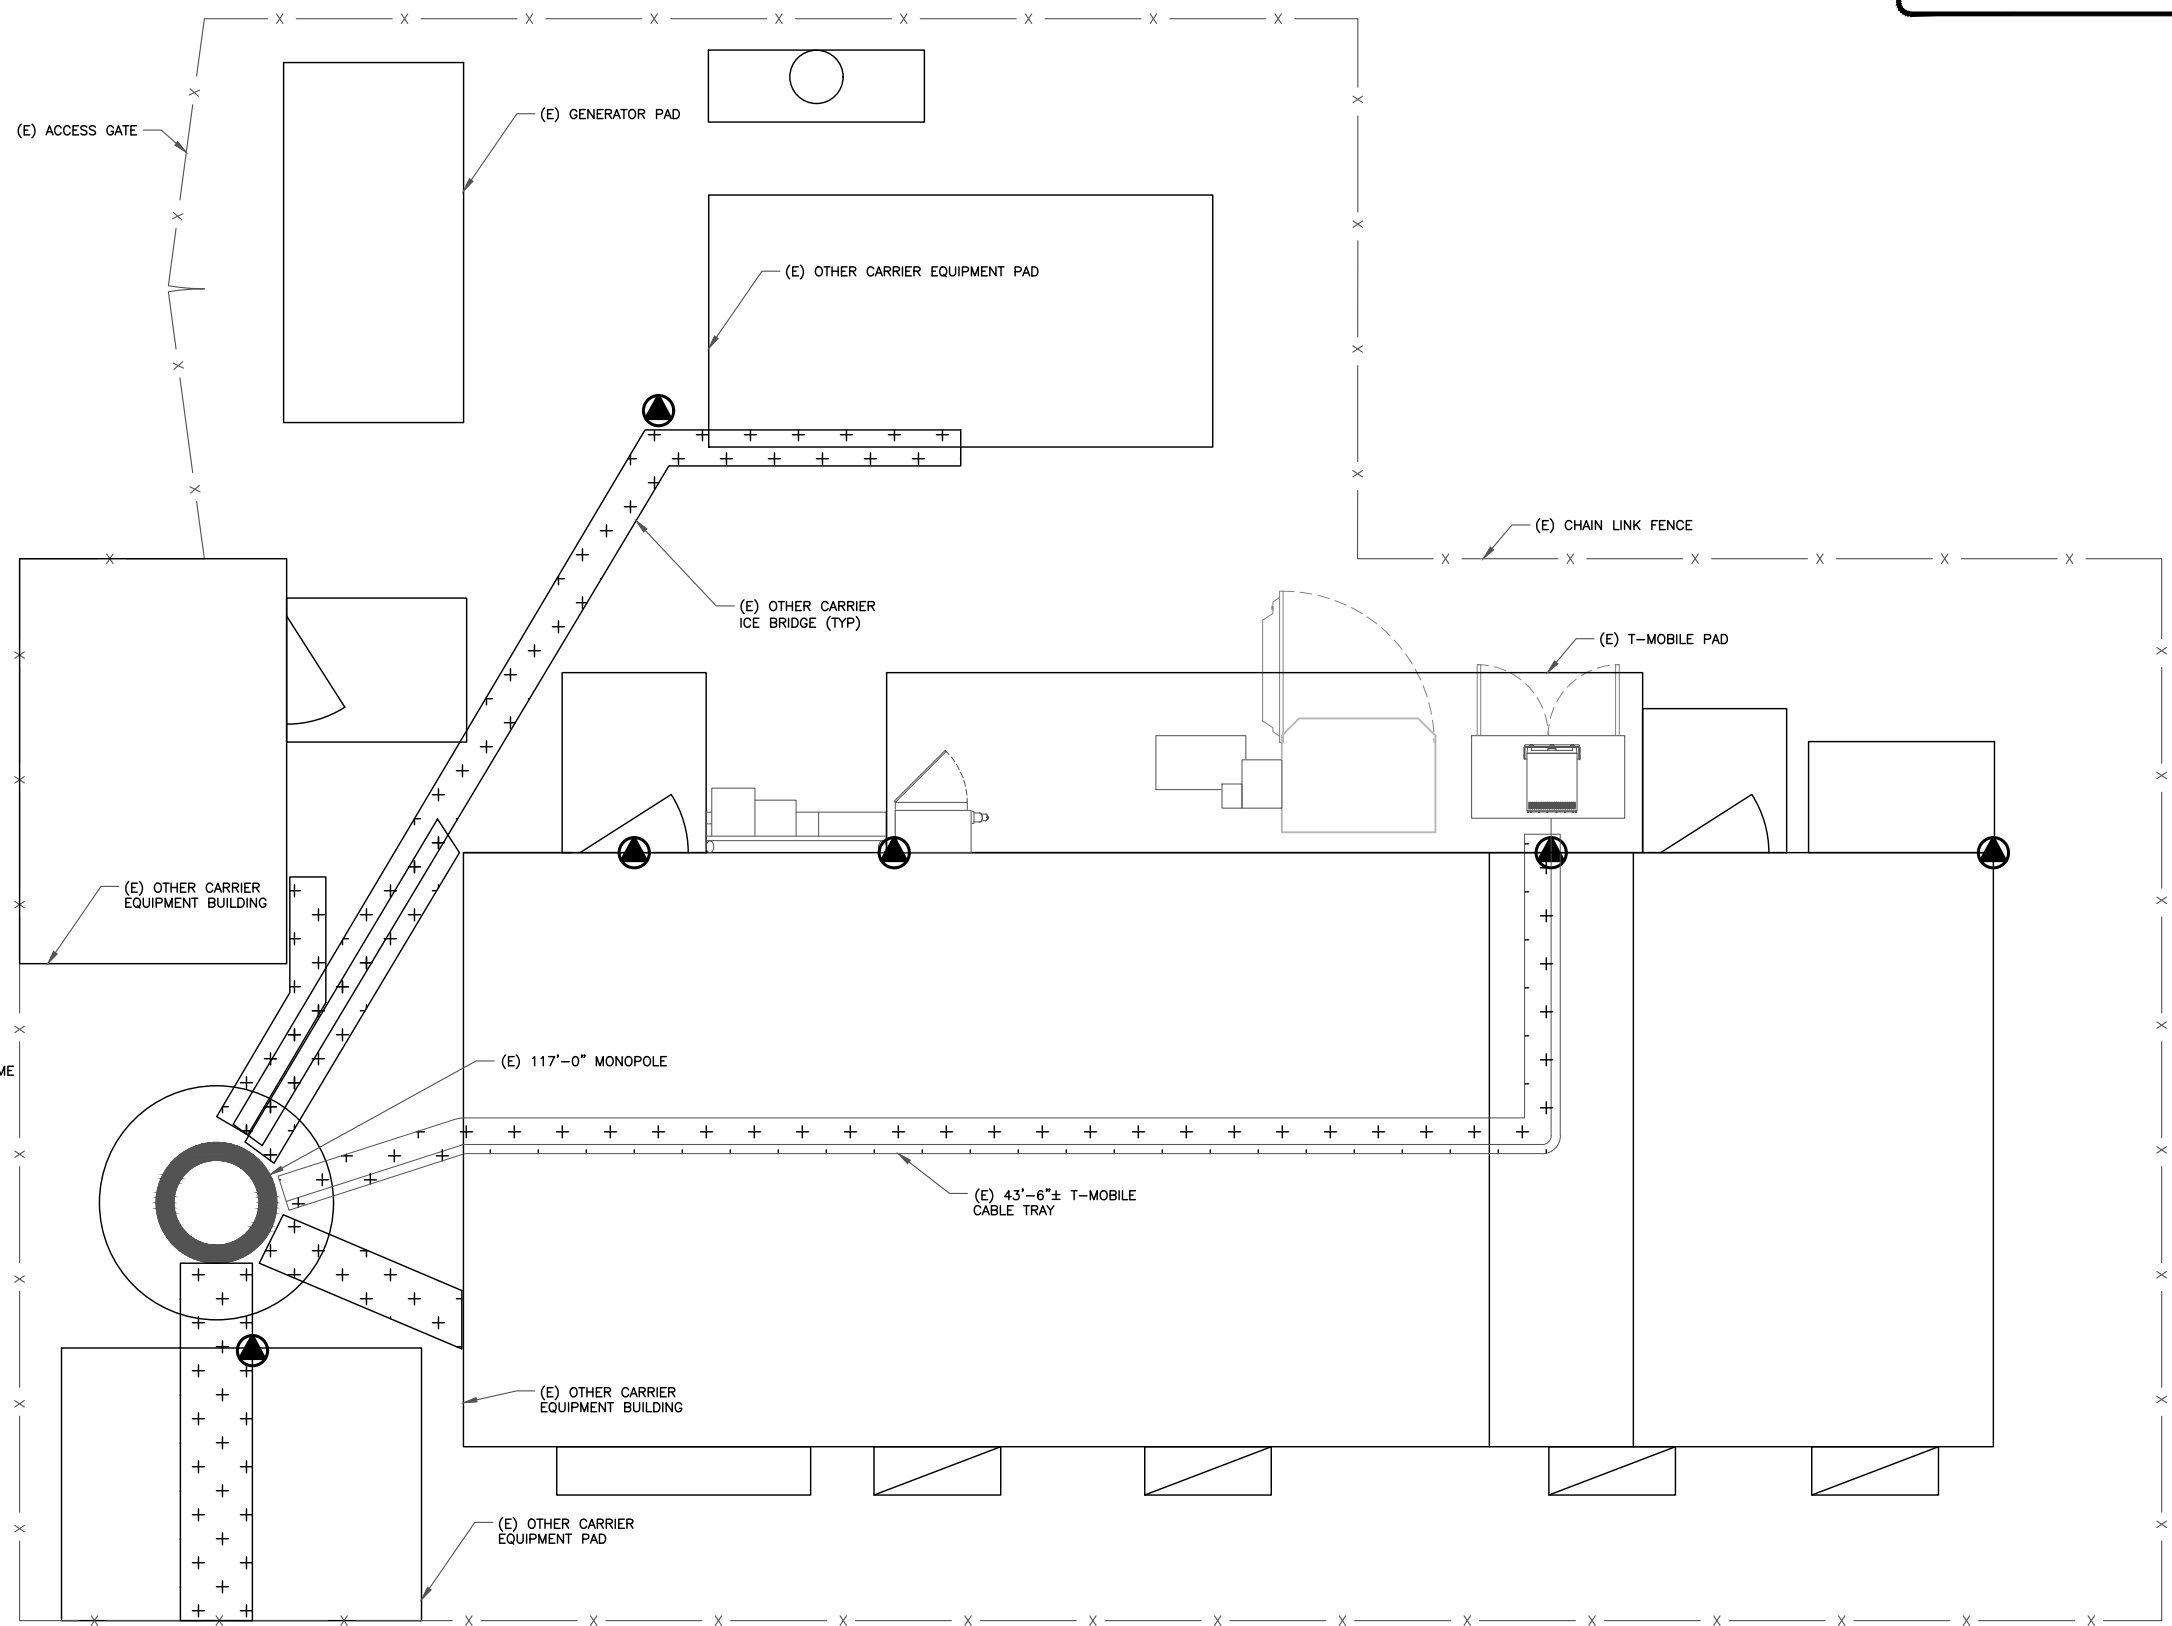 (E) GENERATOR PAD
(E) ACCESS GATE
(E) OTHER CARRIER EQUIPMENT PAD
(E) CHAIN LINK FENCE
(E) OTHER CARRIER
ICE BRIDGE (TYP)
(E) T-MOBILE PAD
(E) OTHER CARRIER
EQUIPMENT BUILDING
(E) 117'-0" MONOPOLE
ME
(E) 43'-6"± T-MOBILE
CABLE TRAY
(E) OTHER CARRIER
EQUIPMENT BUILDING
(E) OTHER CARRIER
EQUIPMENT PAD